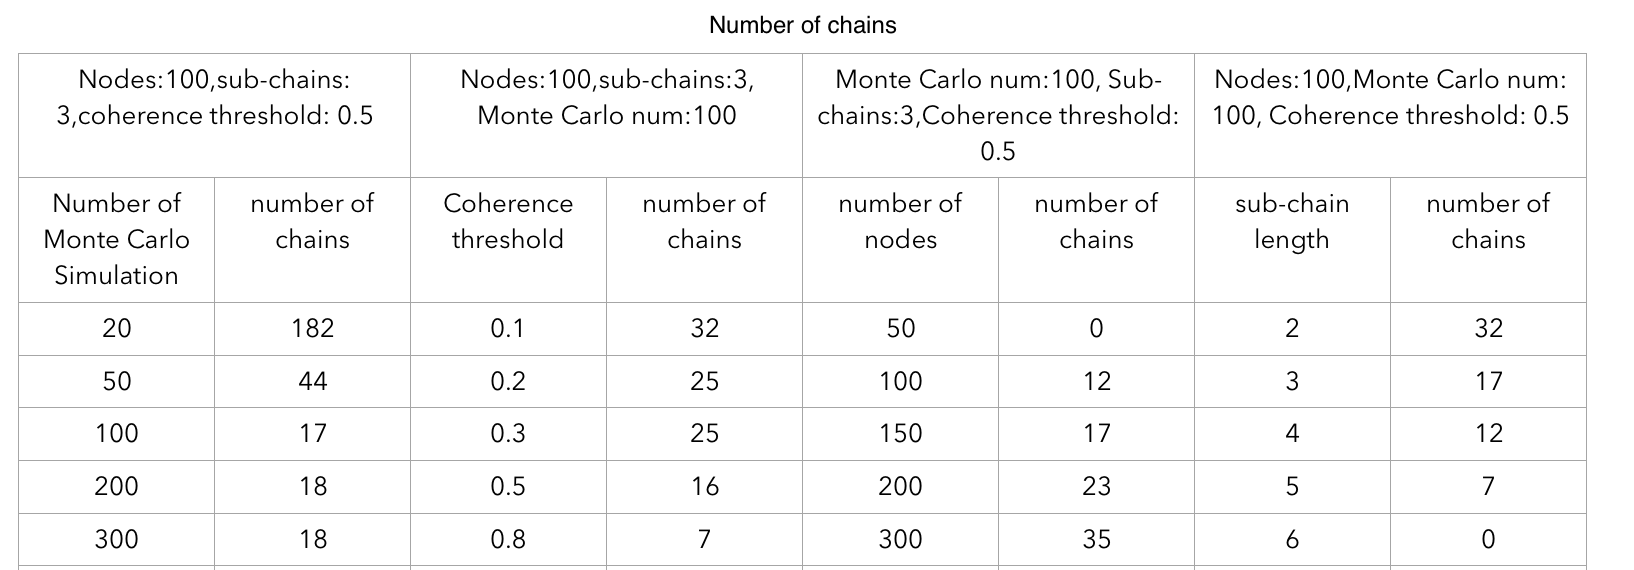 Number of chains
Nodes:100,sub-chains:
3,coherence threshold: 0.5
Nodes:100,sub-chains:3,
Monte Carlo num:100
Monte Carlo num:100, Sub-
chains:3,Coherence threshold:
0.5
Nodes:100,Monte Carlo num:
100, Coherence threshold: 0.5
Number of
Monte Carlo
Simulation
number of
chains
Coherence
threshold
number of
chains
number of
nodes
number of
chains
sub-chain
length
number of
chains
20 182 0.1 32 50 0 2 32
50 44 0.2 25 100 12 3 17
100 17 0.3 25 150 17 4 12
200 18 0.5 16 200 23 5 7
300 18 0.8 7 300 35 6 0